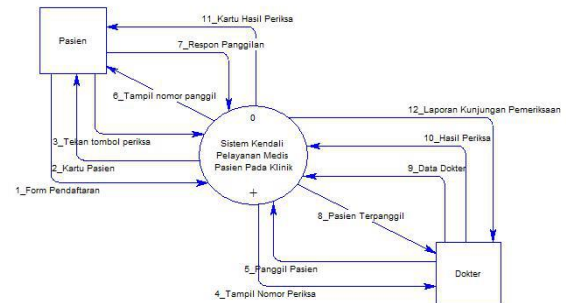 11_Kartu Hasil Periksa
Pasien
7_Respon Panggilan
6_Tampil nomor panggil
12_Laporan Kunjungan Pemeriksaan
0
10_Hasil Periksa
3_Tekan tombol periksa
Sistem Kendali
Pelayanan Medis
Pasien Pada Klinik
2_Kartu Pasien
9_Data Dokter
1_Form Pendaftaran
+
8_Pasien Terpanggil
5_Panggil Pasien
Dokter
4_Tampil Nomor Periksa